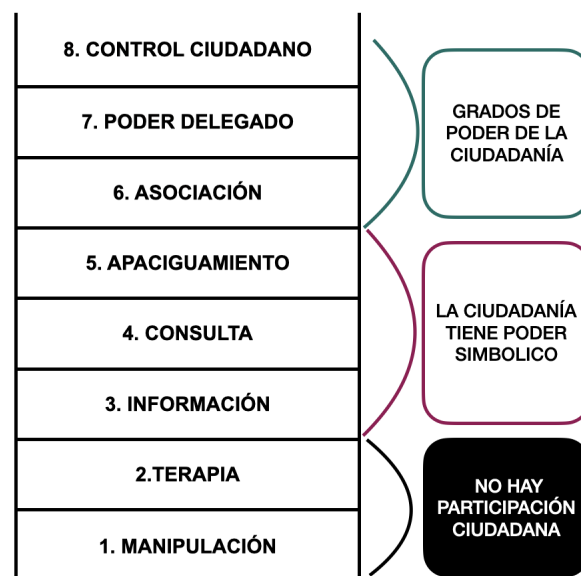 8. CONTROL CIUDADANO
7. PODER DELEGADO
6. ASOCIACIÓN
GRADOS DE
PODER DE LA
CIUDADANÍA
5. APACIGUAMIENTO
4. CONSULTA
3. INFORMACIÓN
LA CIUDADANÍA
TIENE PODER
SIMBOLICO
2.TERAPIA
1. MANIPULACIÓN
NO HAY
PARTICIPACIÓN
CIUDADANA